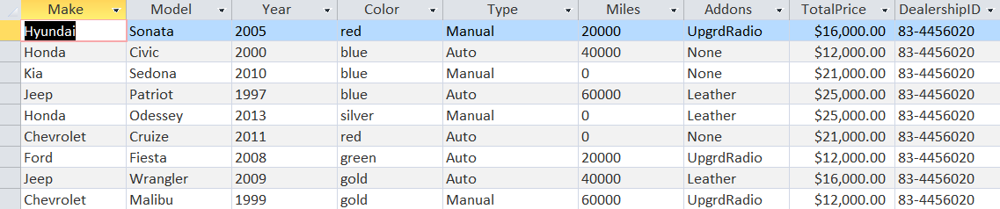 Make Model Year Color Type Miles Addons TotalPrice DealershipID
Hyundai Sonata 2005 red Manual 20000 UpgrdRadio $16,000.00 83-4456020
Honda Civic 2000 blue Auto 40000 None $12,000.00 83-4456020
Kia Sedona 2010 blue Manual 0 None $21,000.00 83-4456020
Jeep Patriot 1997 blue Auto 60000 Leather $25,000.00 83-4456020
Honda Odessey 2013 silver Manual 0 Leather $25,000.00 83-4456020
Chevrolet Cruize 2011 red Auto 0 None $21,000.00 83-4456020
Ford Fiesta 2008 green Auto 20000 UpgrdRadio $12,000.00 83-4456020
Jeep Wrangler 2009 gold Auto 40000 Leather $16,000.00 83-4456020
Chevrolet Malibu 1999 gold Manual 60000 UpgrdRadio $12,000.00 83-4456020